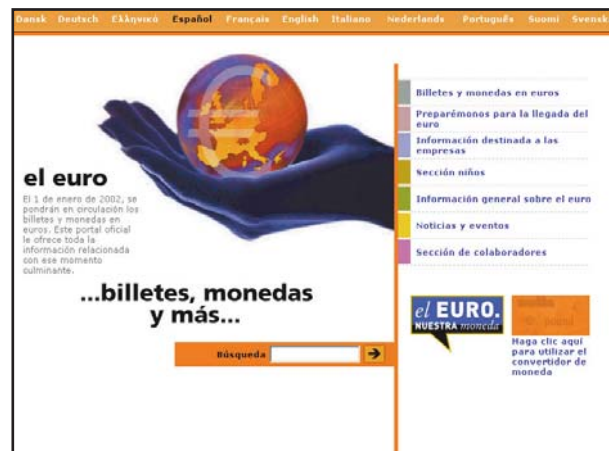 Dansk Deutsch Ελληνικά Español Français English Italiano Nederlands Português Suomi Svenska
el euro
El 1 de enero de 2002, se
pondrán en circulación los
billetes y monedas en
euros. Este portal oficial
le ofrece toda la
información relacionada
con ese momento
culminante.
...billetes, monedas
y más...
Búsqueda
Billetes y monedas en euros
Preparémonos para la llegada del
euro
Información destinada a las
empresas
Sección niños
Información general sobre el euro
Noticias y eventos
Sección de colaboradores
el EURO.
NUESTRA moneda
Haga clic aquí
para utilizar el
convertidor de
moneda